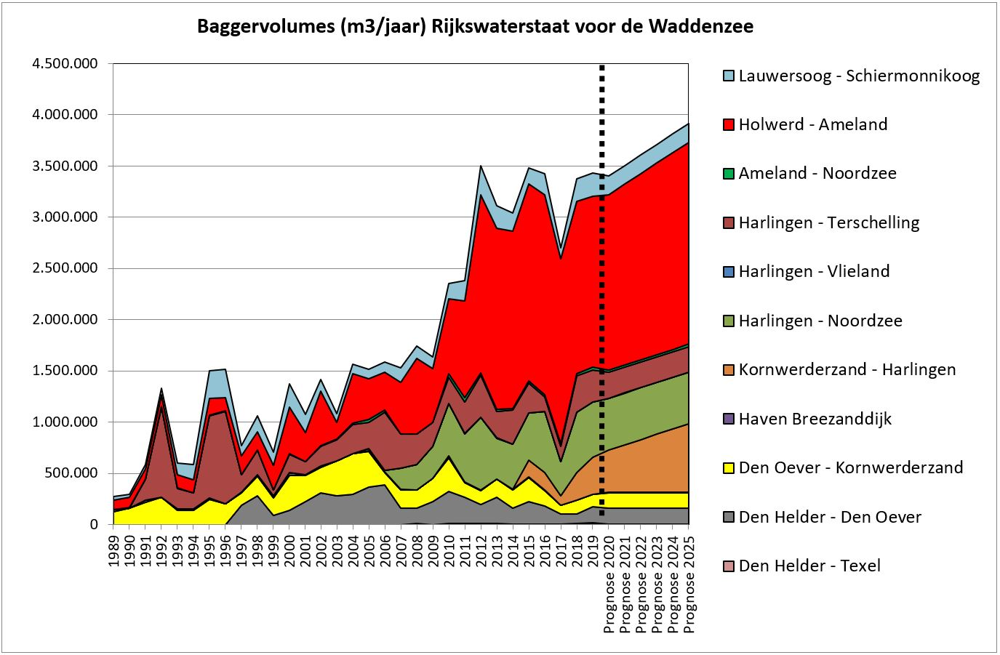 Baggervolumes (m3/jaar) Rijkswaterstaat voor de Waddenzee
4.500.000
4.000.000
3.500.000
3.000.000
2.500.000
2.000.000
1.500.000
1.000.000
500.000
0
1989
1990
1991
1992
1993
1994
1995
1996
1997
1998
1999
2000
2001
2002
2003
2004
2005
2006
2007
2008
2009
2010
2011
2012
2013
2014
2015
2016
2017
2018
2019
Prognose 2020
Prognose 2021
Prognose 2022
Prognose 2023
Prognose 2024
Prognose 2025
Lauwersoog - Schiermonnikoog
Holwerd - Ameland
Ameland - Noordzee
Harlingen - Terschelling
Harlingen - Vlieland
Harlingen - Noordzee
Kornwerderzand - Harlingen
Haven Breezanddijk
Den Oever - Kornwerderzand
Den Helder - Den Oever
Den Helder - Texel